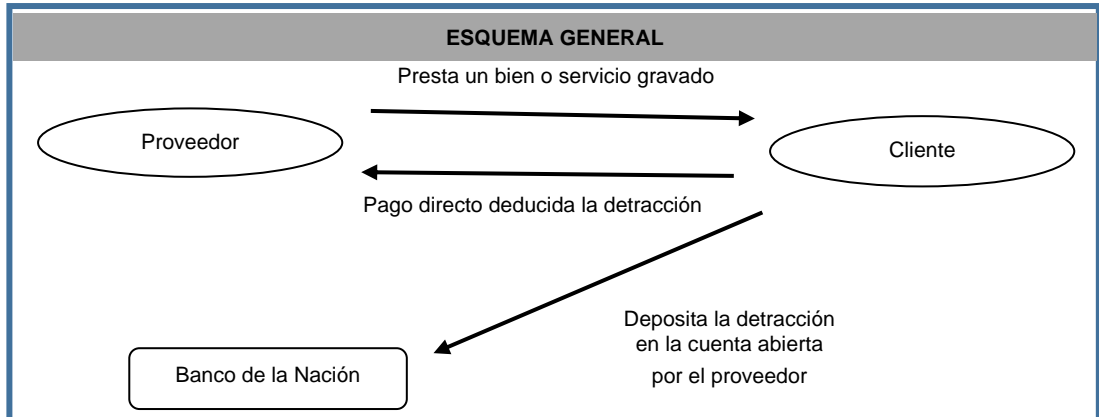 ESQUEMA GENERAL
Presta un bien o servicio gravado
Proveedor
Cliente
Pago directo deducida la detracción
Deposita la detracción
en la cuenta abierta
por el proveedor
Banco de la Nación